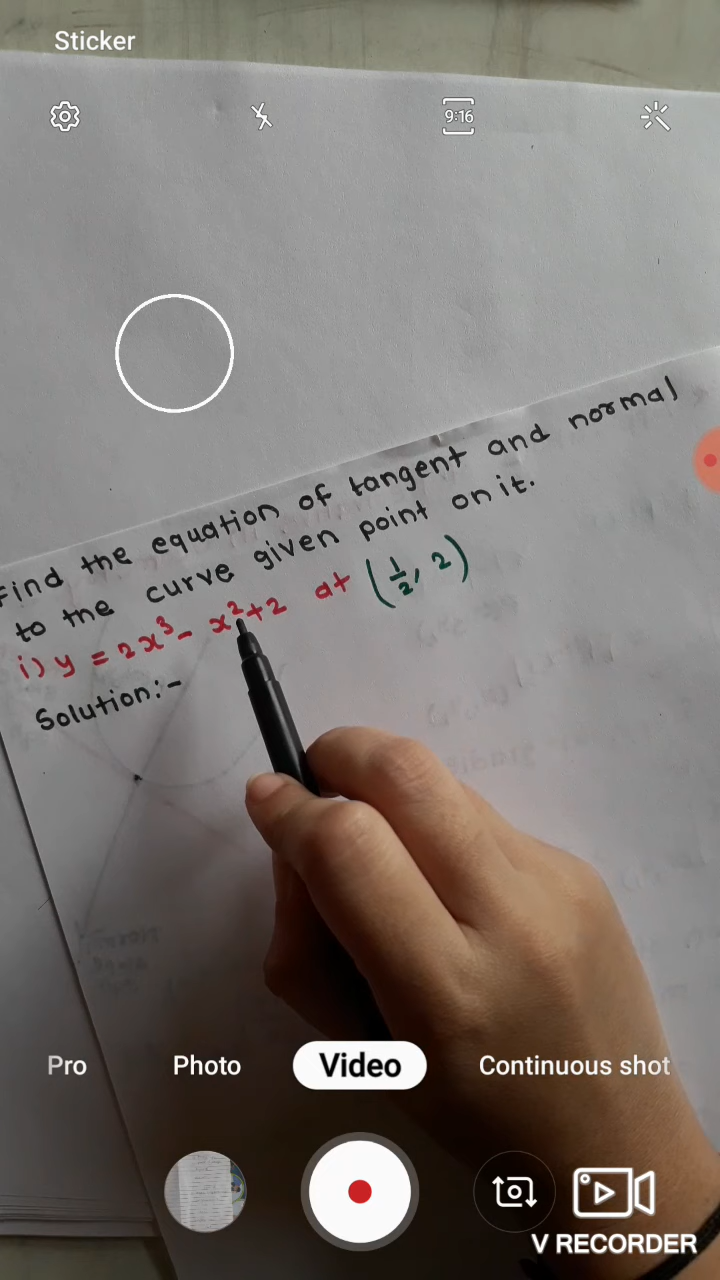 Sticker
9:16
Find the equation of tangent and normal
to the curve given point on it.
i) y = 2x³ - x² + 2 at (1/2, 2)
Solution:-
Pro Photo Video Continuous shot
V RECORDER